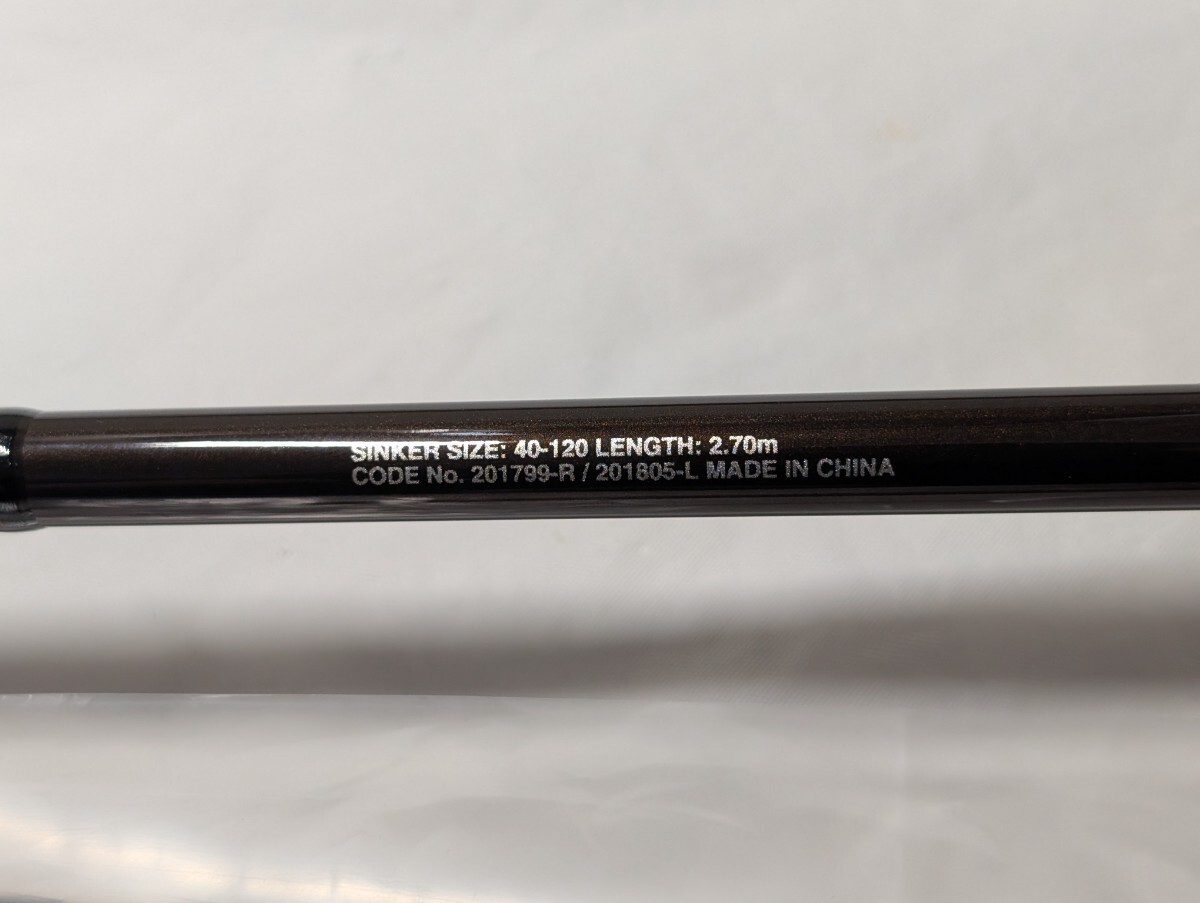 SINKER SIZE: 40-120 LENGTH: 2.70m
CODE No. 201799-R / 201805-L MADE IN CHINA